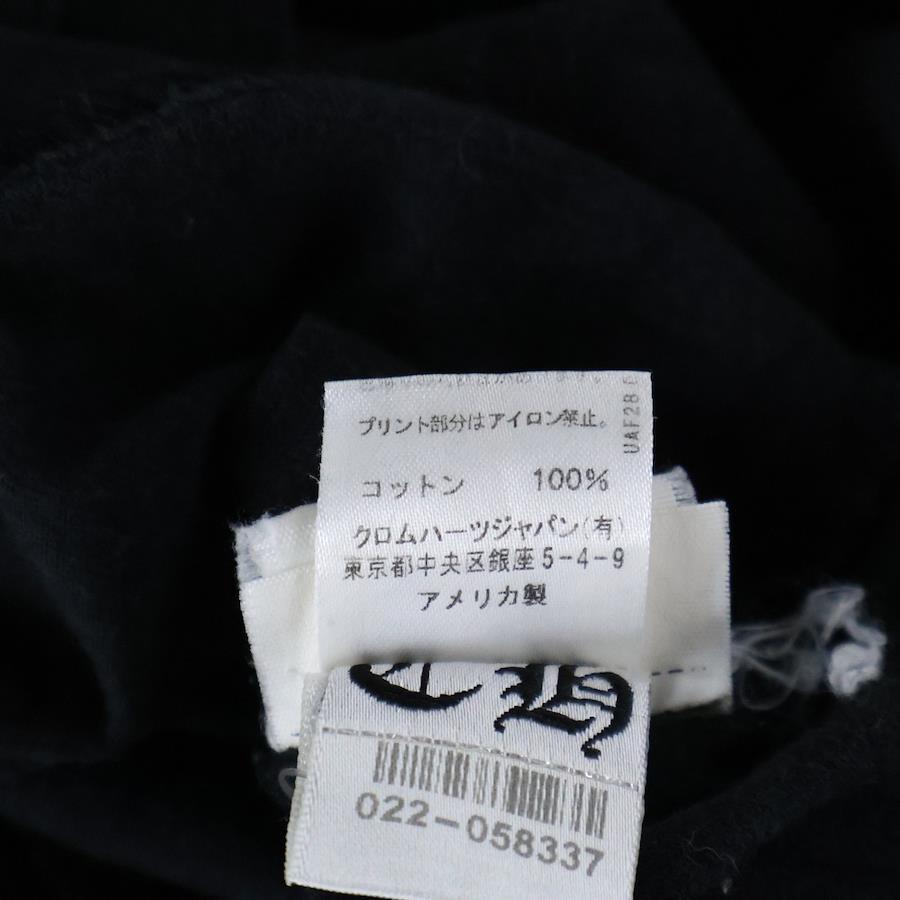 プリント部分はアイロン禁止。
UAF28
コットン 100%
クロムハーツジャパン(有)
東京都中央区銀座5-4-9
アメリカ製
CH
022-058337